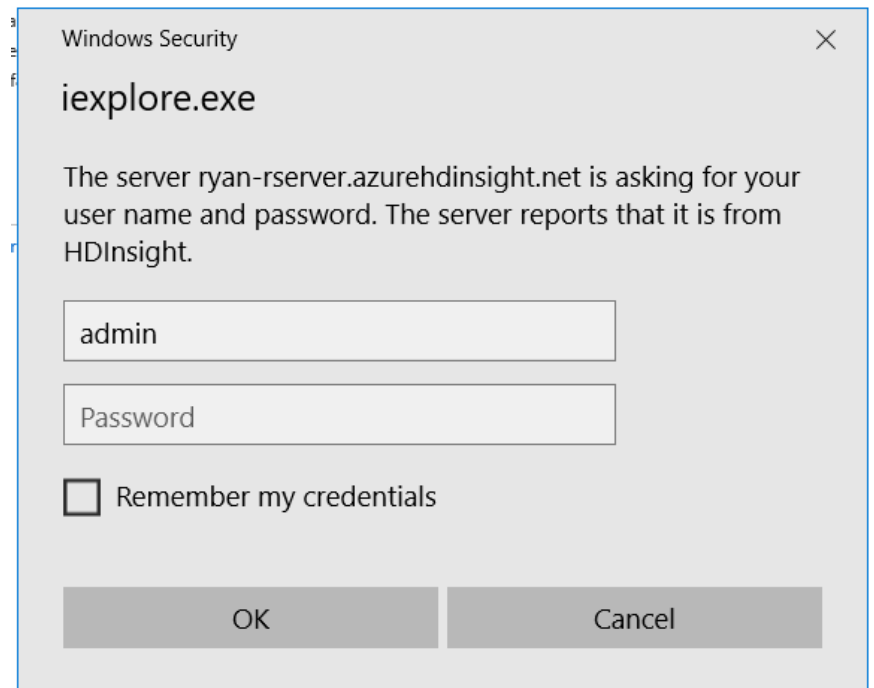 Windows Security
iexplore.exe
The server ryan-rserver.azurehdinsight.net is asking for your
user name and password. The server reports that it is from
HDInsight.
admin
Password
Remember my credentials
OK
Cancel